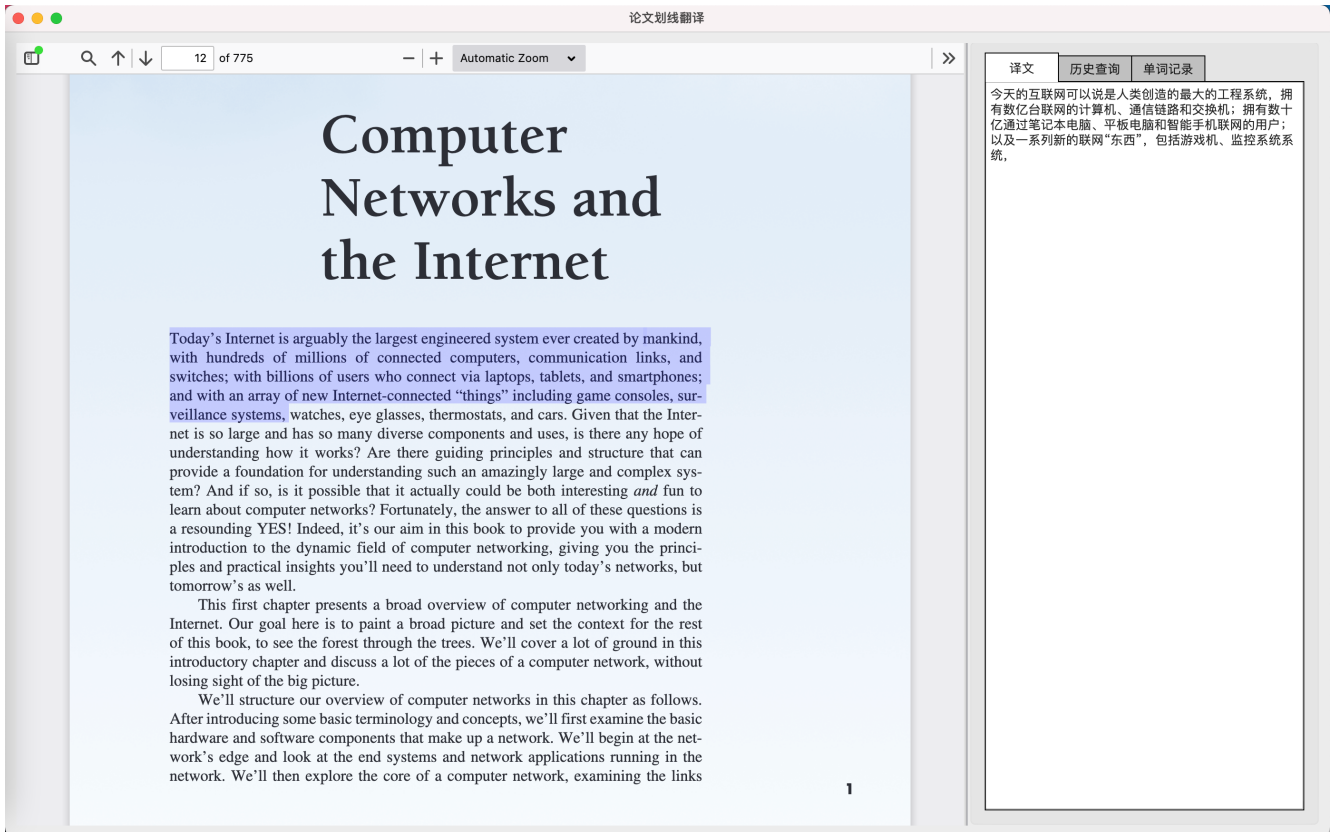 论文划线翻译
12 of 775
Automatic Zoom
Computer
Networks and
the Internet
Today’s Internet is arguably the largest engineered system ever created by mankind,
with hundreds of millions of connected computers, communication links, and
switches; with billions of users who connect via laptops, tablets, and smartphones;
and with an array of new Internet-connected “things” including game consoles, sur-
veillance systems, watches, eye glasses, thermostats, and cars. Given that the Inter-
net is so large and has so many diverse components and uses, is there any hope of
understanding how it works? Are there guiding principles and structure that can
provide a foundation for understanding such an amazingly large and complex sys-
tem? And if so, is it possible that it actually could be both interesting and fun to
learn about computer networks? Fortunately, the answer to all of these questions is
a resounding YES! Indeed, it’s our aim in this book to provide you with a modern
introduction to the dynamic field of computer networking, giving you the princi-
ples and practical insights you’ll need to understand not only today’s networks, but
tomorrow’s as well.
This first chapter presents a broad overview of computer networking and the
Internet. Our goal here is to paint a broad picture and set the context for the rest
of this book, to see the forest through the trees. We’ll cover a lot of ground in this
introductory chapter and discuss a lot of the pieces of a computer network, without
losing sight of the big picture.
We’ll structure our overview of computer networks in this chapter as follows.
After introducing some basic terminology and concepts, we’ll first examine the basic
hardware and software components that make up a network. We’ll begin at the net-
work’s edge and look at the end systems and network applications running in the
network. We’ll then explore the core of a computer network, examining the links
1
译文 历史查询 单词记录
今天的互联网可以说是人类创造的最大的工程系统，拥
有数亿台联网的计算机、通信链路和交换机；拥有数十
亿通过笔记本电脑、平板电脑和智能手机联网的用户；
以及一系列新的联网“东西”，包括游戏机、监控系统系
统，